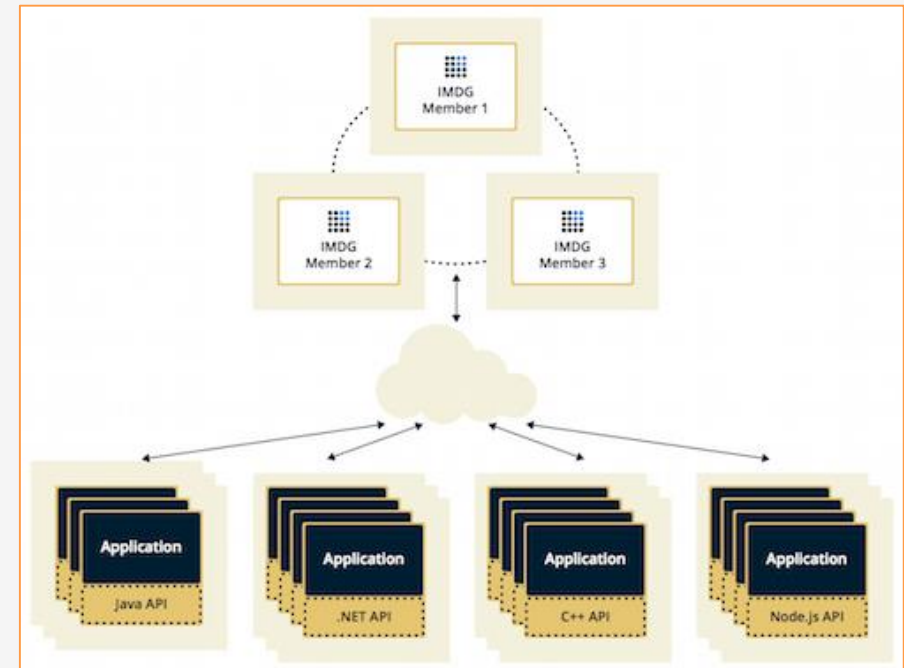 IMDG
Member 1
IMDG
Member 2
IMDG
Member 3
Application
Java API
Application
.NET API
Application
C++ API
Application
Node.js API